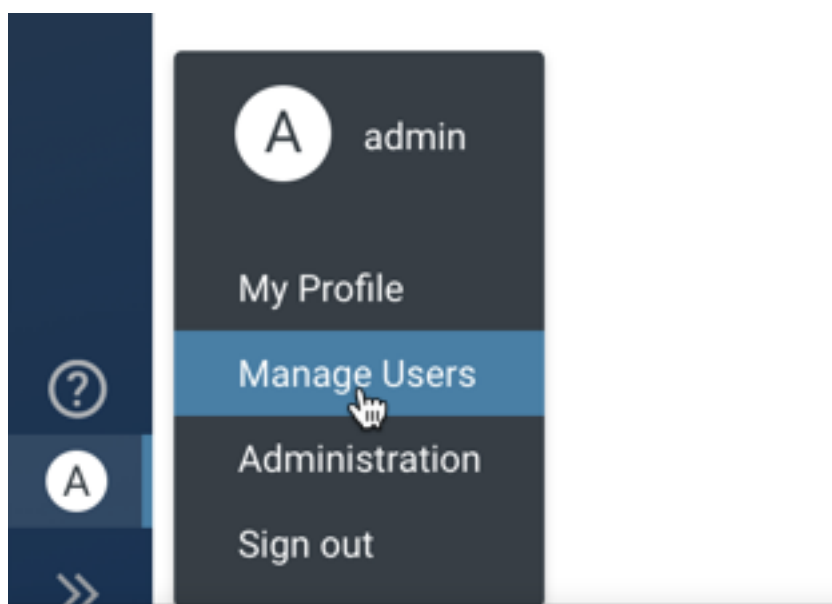 A
admin
My Profile
Manage Users
?
Administration
A
Sign out